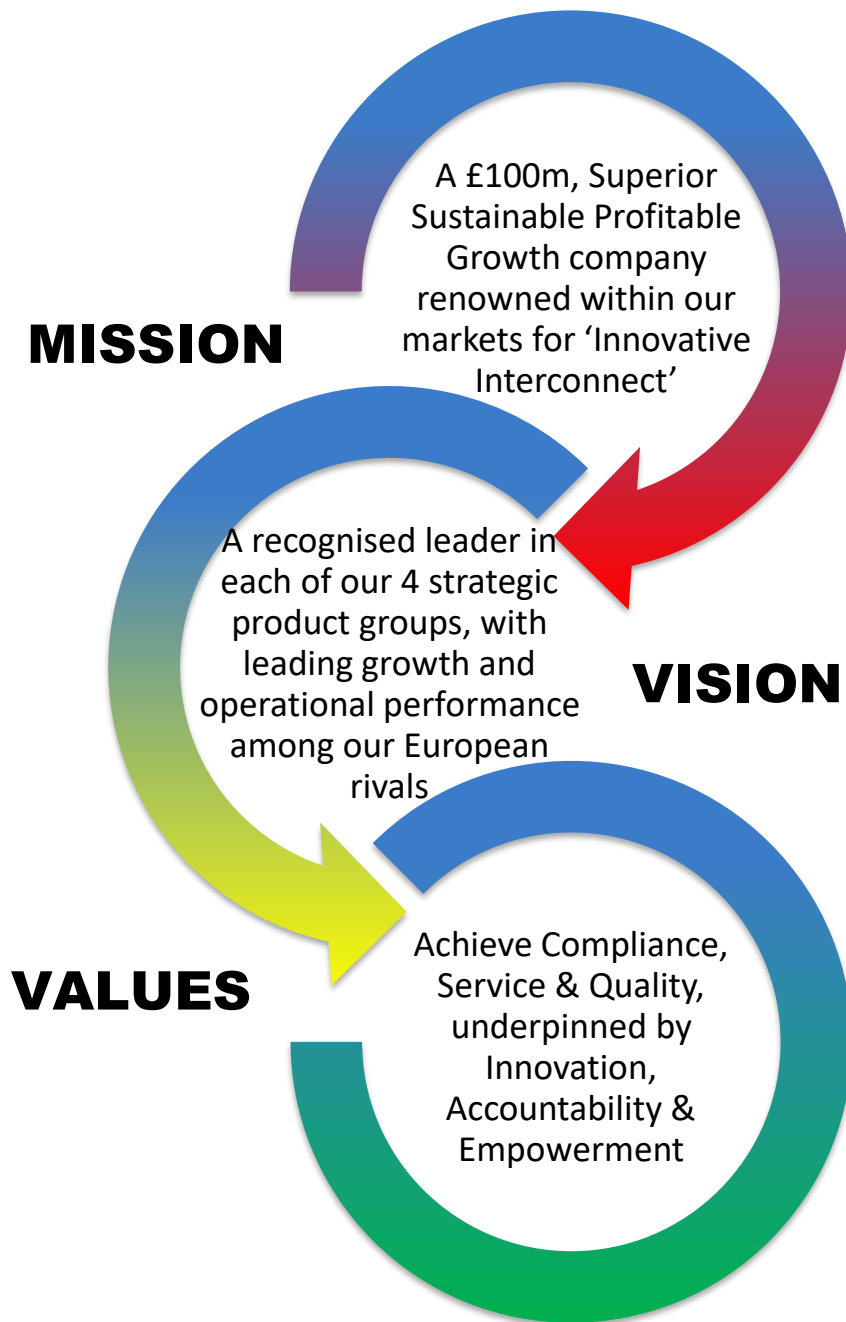 A £100m, Superior
Sustainable Profitable
Growth company
renowned within our
markets for ‘Innovative
Interconnect’
MISSION
A recognised leader in
each of our 4 strategic
product groups, with
leading growth and
operational performance
among our European
rivals
VISION
Achieve Compliance,
Service & Quality,
underpinned by
Innovation,
Accountability &
Empowerment
VALUES